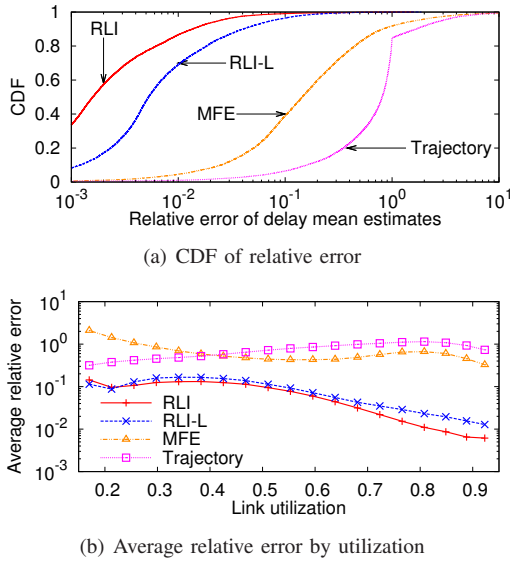 1
0.8
0.6
0.4
0.2
0
CDF
RLI
RLI-L
MFE
Trajectory
10^-3 10^-2 10^-1 10^0 10^1
Relative error of delay mean estimates
(a) CDF of relative error
10^1
10^0
10^-1
10^-2
10^-3
Average relative error
RLI
RLI-L
MFE
Trajectory
0.2 0.3 0.4 0.5 0.6 0.7 0.8 0.9
Link utilization
(b) Average relative error by utilization